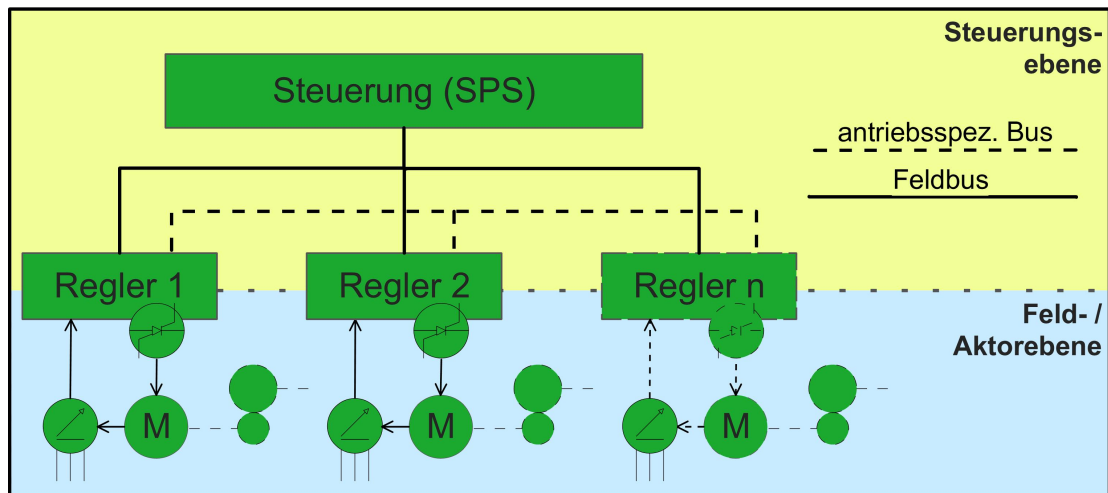 Steuerungs-
ebene
Steuerung (SPS)
antriebsspez. Bus
Feldbus
Regler 1
Regler 2
Regler n
Feld- /
Aktorebene
M
M
M